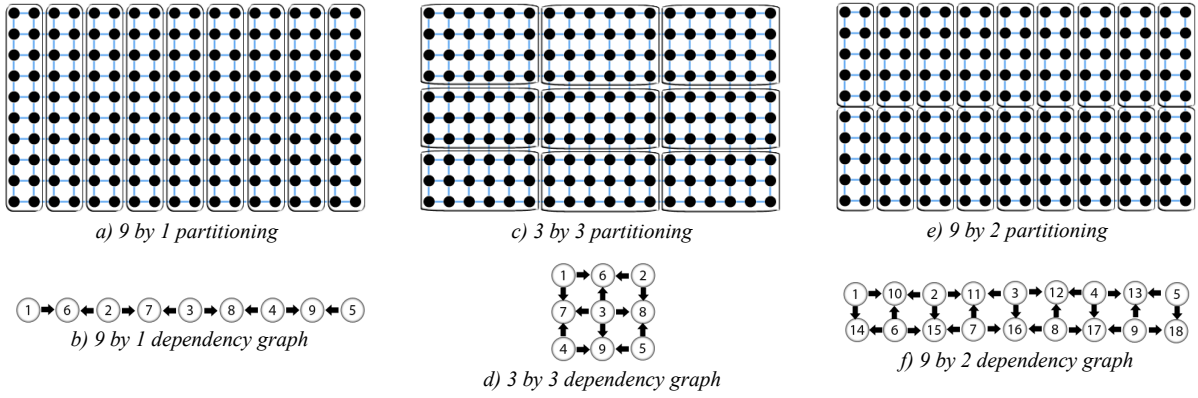 a) 9 by 1 partitioning
c) 3 by 3 partitioning
e) 9 by 2 partitioning
1 6 2 7 3 8 4 9 5
b) 9 by 1 dependency graph
1 6 2
7 3 8
4 9 5
d) 3 by 3 dependency graph
1 10 2 11 3 12 4 13 5
14 6 15 7 16 8 17 9 18
f) 9 by 2 dependency graph